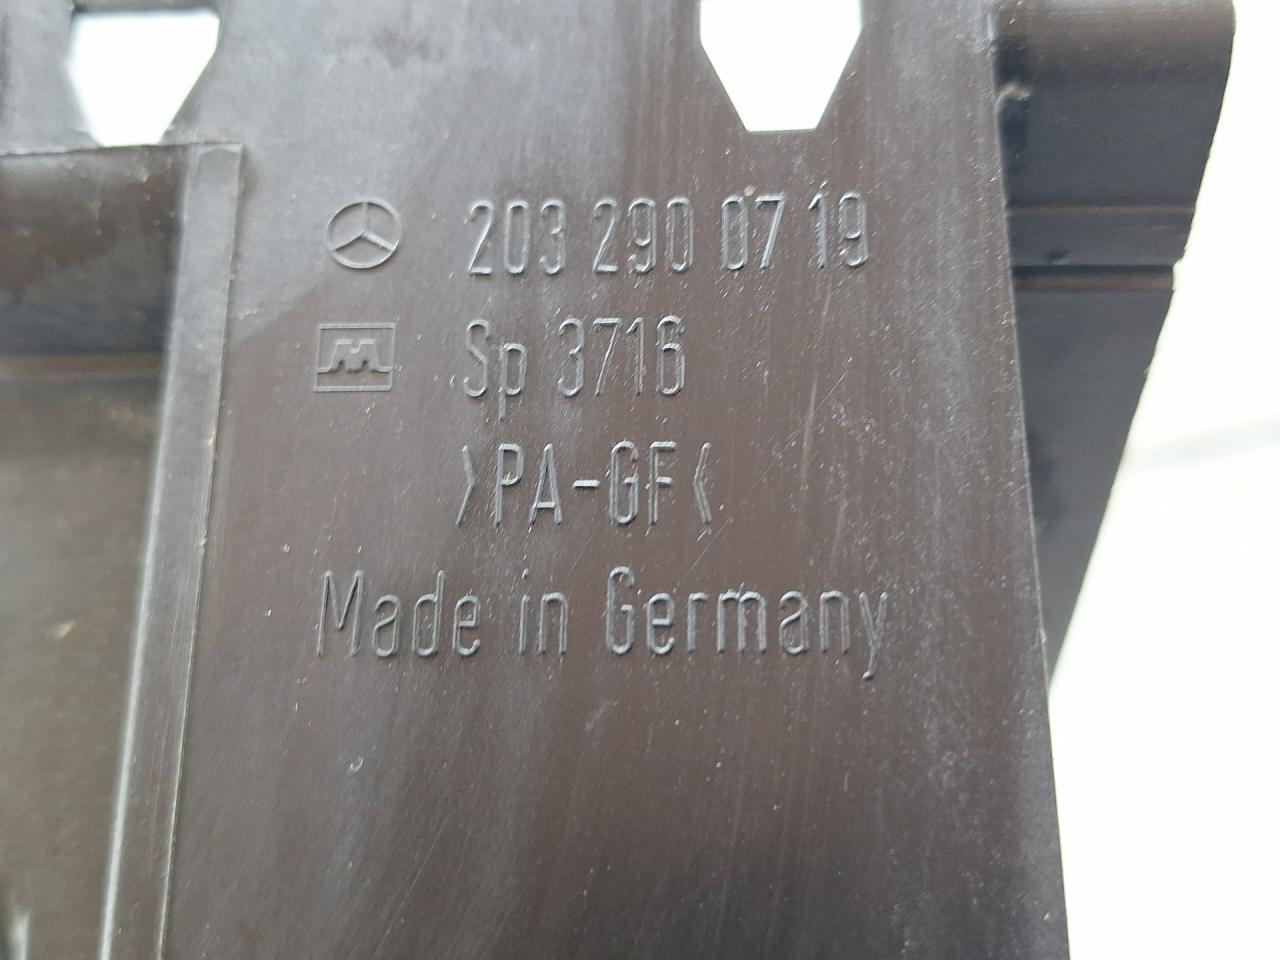 203 290 07 19
Sp 3716
>PA-GF<
Made in Germany